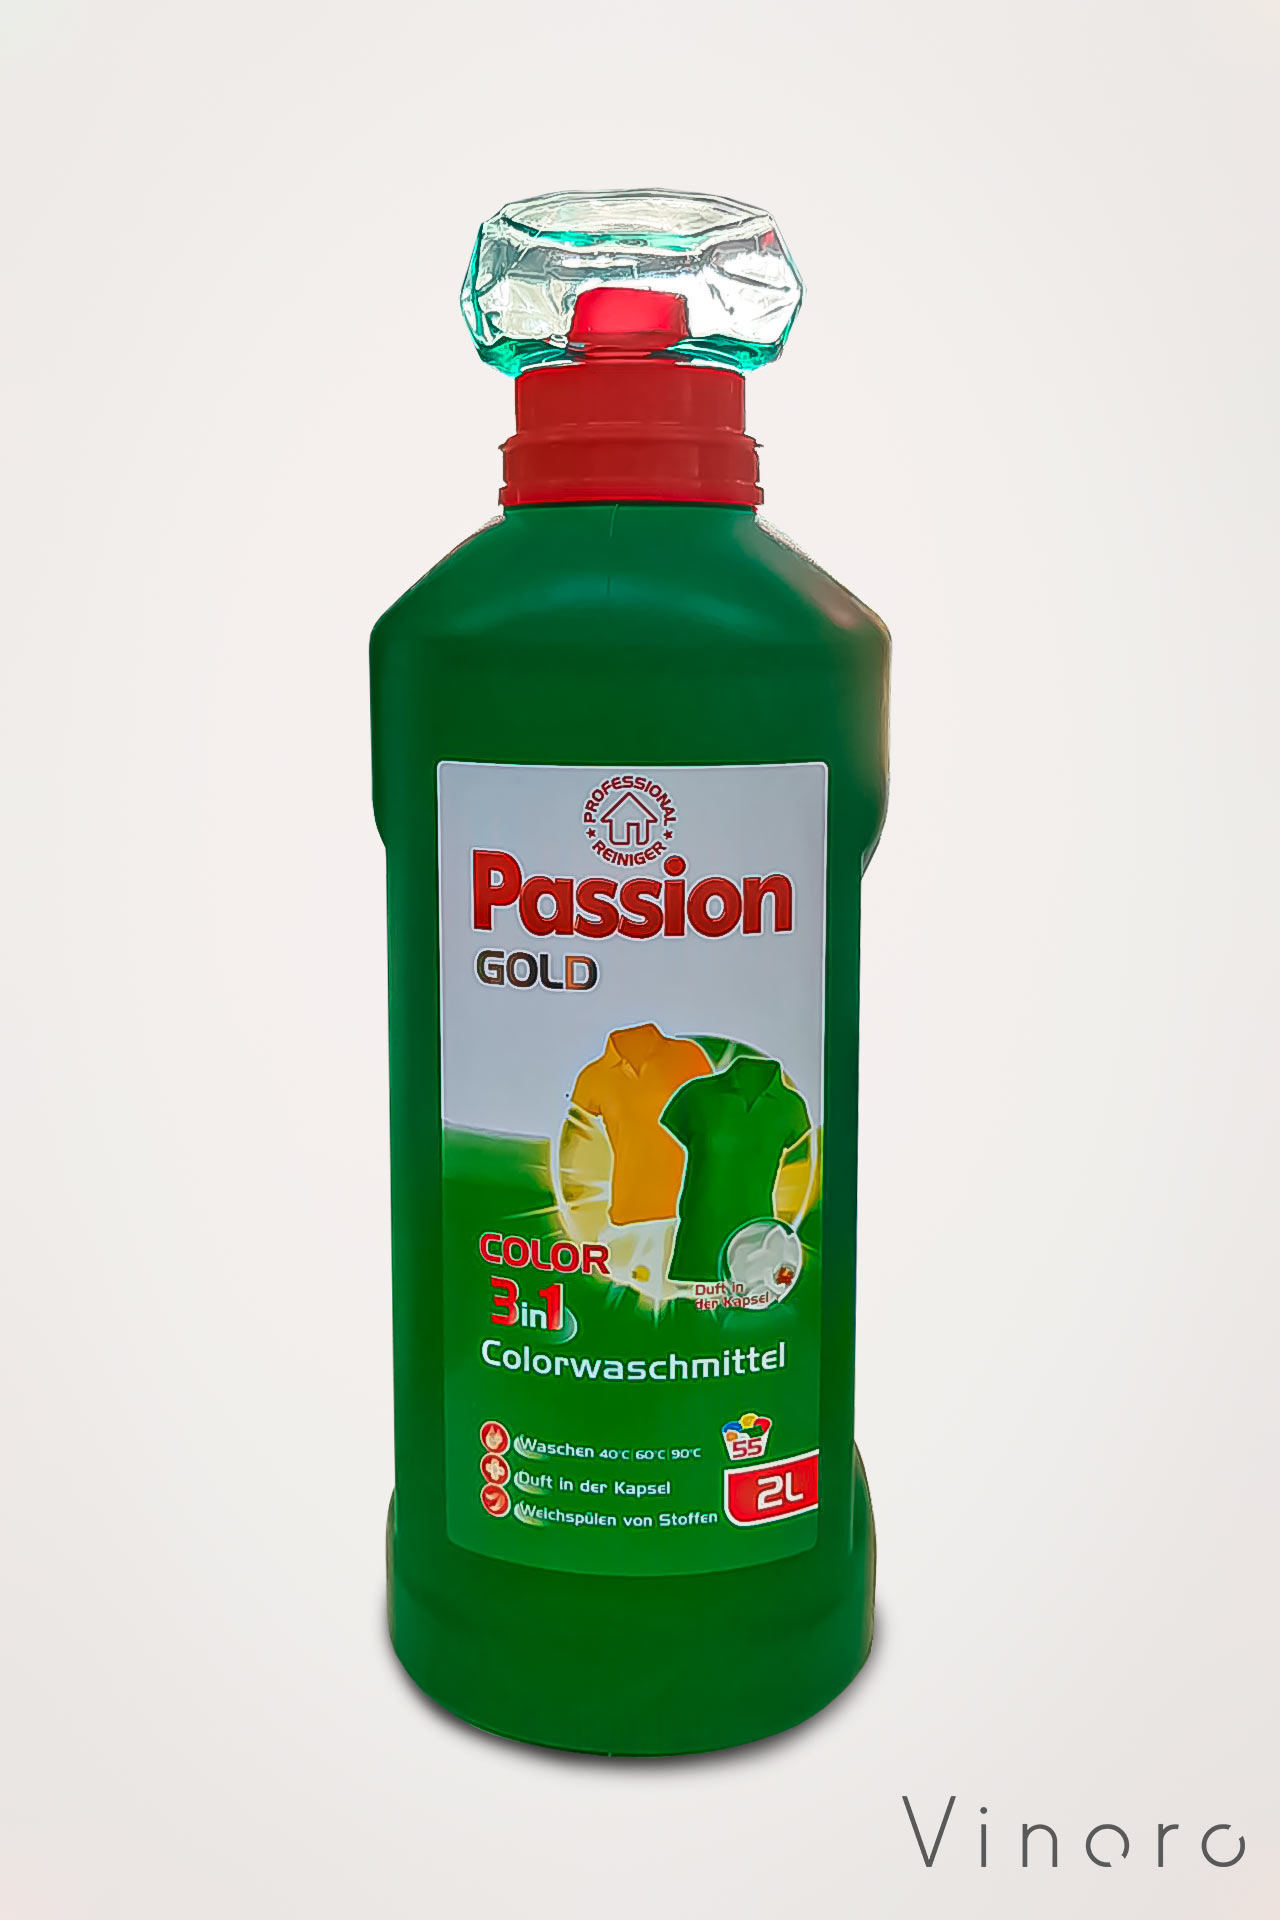 PROFESSIONAL
REINIGER
Passion
GOLD
COLOR
3in1
Duft in
der Kapsel
Colorwaschmittel
Waschen 40°C|60°C|90°C
55
Duft in der Kapsel
2L
Weichspülen von Stoffen
Vinoro